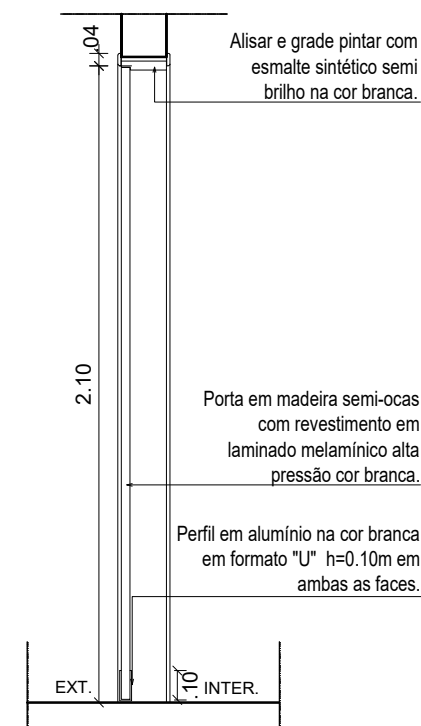 .04
Alisar e grade pintar com
esmalte sintético semi
brilho na cor branca.
2.10
Porta em madeira semi-ocas
com revestimento em
laminado melamínico alta
pressão cor branca.
Perfil em alumínio na cor branca
em formato "U" h=0.10m em
ambas as faces.
EXT.
.10
INTER.